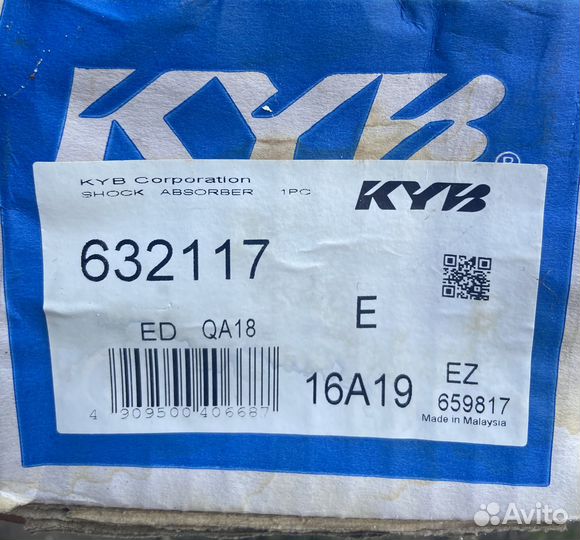 KYB
®
KYB Corporation
SHOCK ABSORBER 1PC
KYB
632117
ED QA18
E
4 909500 406687
16A19
EZ
659817
Made in Malaysia
Avito